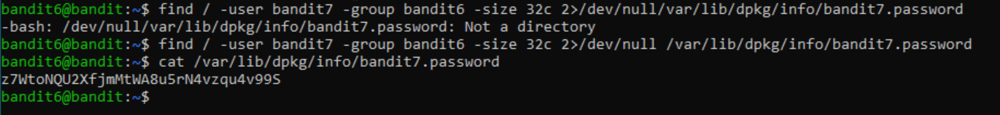 bandit6@bandit:~$ find / -user bandit7 -group bandit6 -size 32c 2>/dev/null/var/lib/dpkg/info/bandit7.password
-bash: /dev/null/var/lib/dpkg/info/bandit7.password: Not a directory
bandit6@bandit:~$ find / -user bandit7 -group bandit6 -size 32c 2>/dev/null /var/lib/dpkg/info/bandit7.password
bandit6@bandit:~$ cat /var/lib/dpkg/info/bandit7.password
z7WtoNQU2XfjmMtWA8u5rN4vzqu4v99S
bandit6@bandit:~$